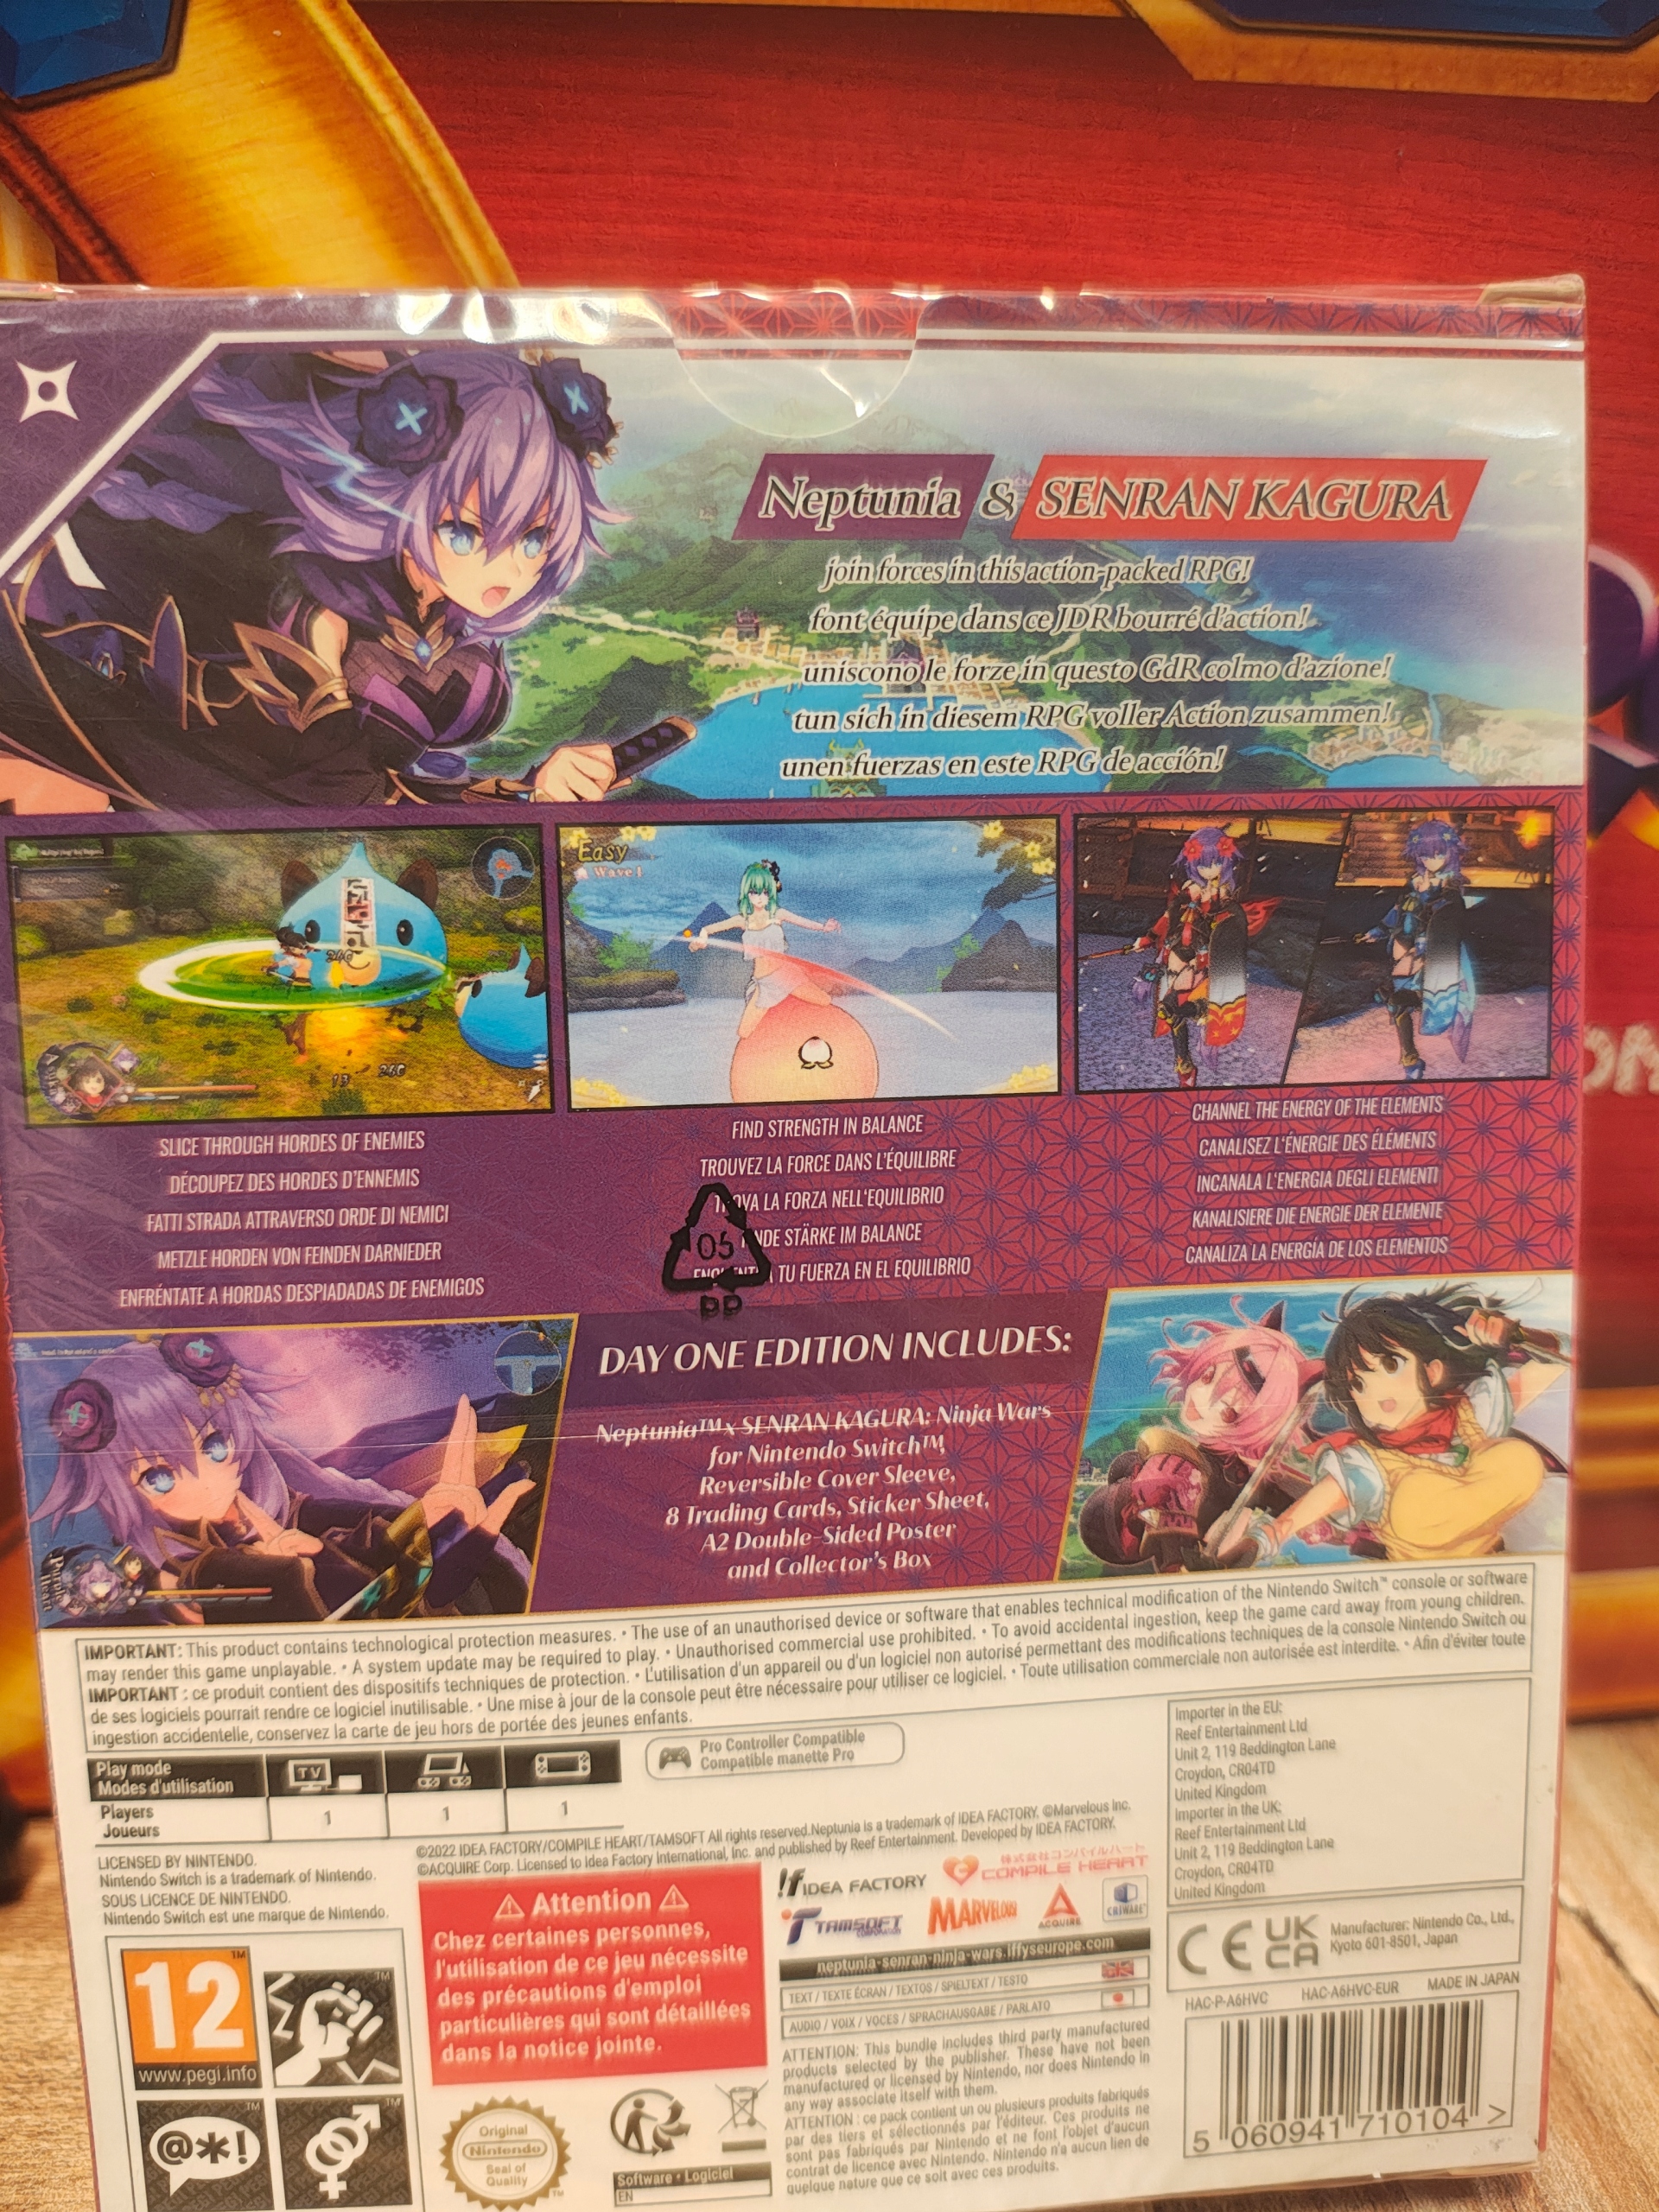 Neptunia & SENRAN KAGURA
join forces in this action-packed RPG!
font équipe dans ce JDR bourré d'action!
uniscono le forze in questo GdR colmo d'azione!
tun sich in diesem RPG voller Action zusammen!
unen fuerzas en este RPG de acción!
246
13 246
Easy
Wave 1
SLICE THROUGH HORDES OF ENEMIES
DÉCOUPEZ DES HORDES D'ENNEMIS
FATTI STRADA ATTRAVERSO ORDE DI NEMICI
METZLE HORDEN VON FEINDEN DARNIEDER
ENFRÉNTATE A HORDAS DESPIADADAS DE ENEMIGOS
FIND STRENGTH IN BALANCE
TROUVEZ LA FORCE DANS L'ÉQUILIBRE
TROVA LA FORZA NELL'EQUILIBRIO
FINDE STÄRKE IM BALANCE
ENCUENTRA TU FUERZA EN EL EQUILIBRIO
CHANNEL THE ENERGY OF THE ELEMENTS
CANALISEZ L'ÉNERGIE DES ÉLÉMENTS
INCANALA L'ENERGIA DEGLI ELEMENTI
KANALISIERE DIE ENERGIE DER ELEMENTE
CANALIZA LA ENERGÍA DE LOS ELEMENTOS
05
PP
Purple Heart
DAY ONE EDITION INCLUDES:
Neptunia™ x SENRAN KAGURA: Ninja Wars
for Nintendo Switch™,
Reversible Cover Sleeve,
8 Trading Cards, Sticker Sheet,
A2 Double-Sided Poster
and Collector's Box
IMPORTANT: This product contains technological protection measures. • The use of an unauthorised device or software that enables technical modification of the Nintendo Switch™ console or software
may render this game unplayable. • A system update may be required to play. • Unauthorised commercial use prohibited. • To avoid accidental ingestion, keep the game card away from young children.
IMPORTANT : ce produit contient des dispositifs techniques de protection. • L'utilisation d'un appareil ou d'un logiciel non autorisé permettant des modifications techniques de la console Nintendo Switch ou
de ses logiciels pourrait rendre ce logiciel inutilisable. • Une mise à jour de la console peut être nécessaire pour utiliser ce logiciel. • Toute utilisation commerciale non autorisée est interdite. • Afin d'éviter toute
ingestion accidentelle, conservez la carte de jeu hors de portée des jeunes enfants.
Play mode
Modes d'utilisation
TV
Players
Joueurs
1 1 1
Pro Controller Compatible
Compatible manette Pro
Importer in the EU:
Reef Entertainment Ltd
Unit 2, 119 Beddington Lane
Croydon, CR04TD
United Kingdom
Importer in the UK:
Reef Entertainment Ltd
Unit 2, 119 Beddington Lane
Croydon, CR04TD
United Kingdom
©2022 IDEA FACTORY/COMPILE HEART/TAMSOFT All rights reserved.Neptunia is a trademark of IDEA FACTORY. ©Marvelous Inc.
©ACQUIRE Corp. Licensed to Idea Factory International, Inc. and published by Reef Entertainment. Developed by IDEA FACTORY.
LICENSED BY NINTENDO.
Nintendo Switch is a trademark of Nintendo.
SOUS LICENCE DE NINTENDO.
Nintendo Switch est une marque de Nintendo.
Attention
Chez certaines personnes,
l'utilisation de ce jeu nécessite
des précautions d'emploi
particulières qui sont détaillées
dans la notice jointe.
IF IDEA FACTORY
株式会社コンパイルハート
COMPILE HEART
TAMSOFT
CORPORATION
MARVELOUS!
ACQUIRE
CRIWARE
neptunia-senran-ninja-wars.iffyseurope.com
TEXT / TEXTE ÉCRAN / TEXTOS / SPIELTEXT / TESTO
AUDIO / VOIX / VOCES / SPRACHAUSGABE / PARLATO
ATTENTION: This bundle includes third party manufactured
products selected by the publisher. These have not been
manufactured or licensed by Nintendo, nor does Nintendo in
any way associate itself with them.
ATTENTION : ce pack contient un ou plusieurs produits fabriqués
par des tiers et sélectionnés par l'éditeur. Ces produits ne
sont pas fabriqués par Nintendo et ne font l'objet d'aucun
contrat de licence avec Nintendo. Nintendo n'a aucun lien de
quelque nature que ce soit avec ces produits.
CE UK
CA
Manufacturer: Nintendo Co., Ltd.,
Kyoto 601-8501, Japan
HAC-P-A6HVC HAC-A6HVC-EUR MADE IN JAPAN
5 060941 710104 >
12
www.pegi.info
@*!
Original
Nintendo
Seal of
Quality
Software • Logiciel
EN